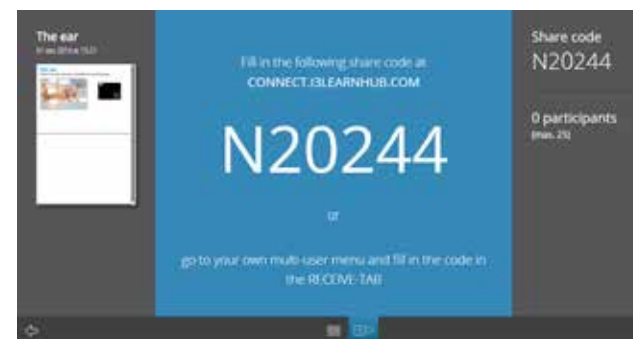 The ear
Fill in the following share code at
CONNECT.I3LEARNHUB.COM
N20244
or
go to your own multi-user menu and fill in the code in
the RECEIVE-TAB
Share code
N20244
0 participants
(max. 25)